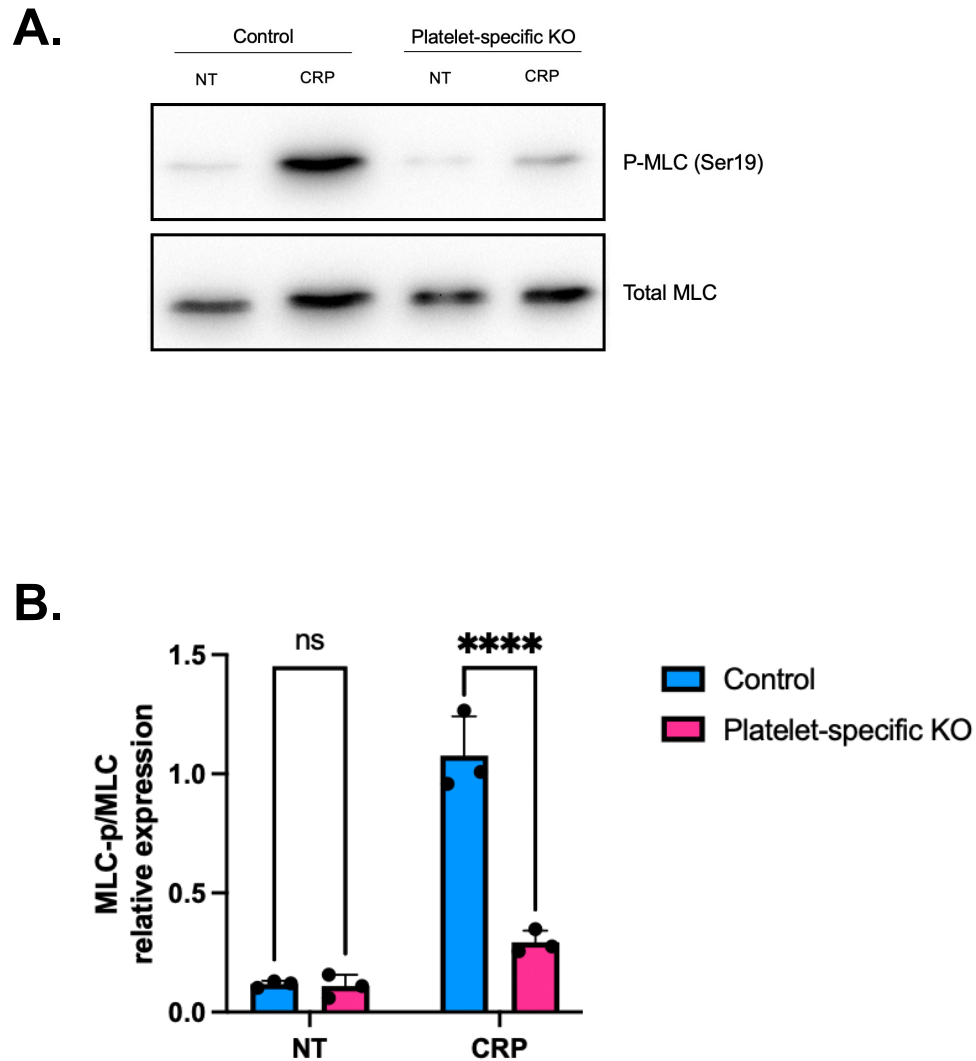 A.
Control Platelet-specific KO
NT CRP NT CRP
P-MLC (Ser19)
Total MLC
B.
ns ****
1.5
1.0
0.5
0.0
MLC-p/MLC
relative expression
NT CRP
Control
Platelet-specific KO